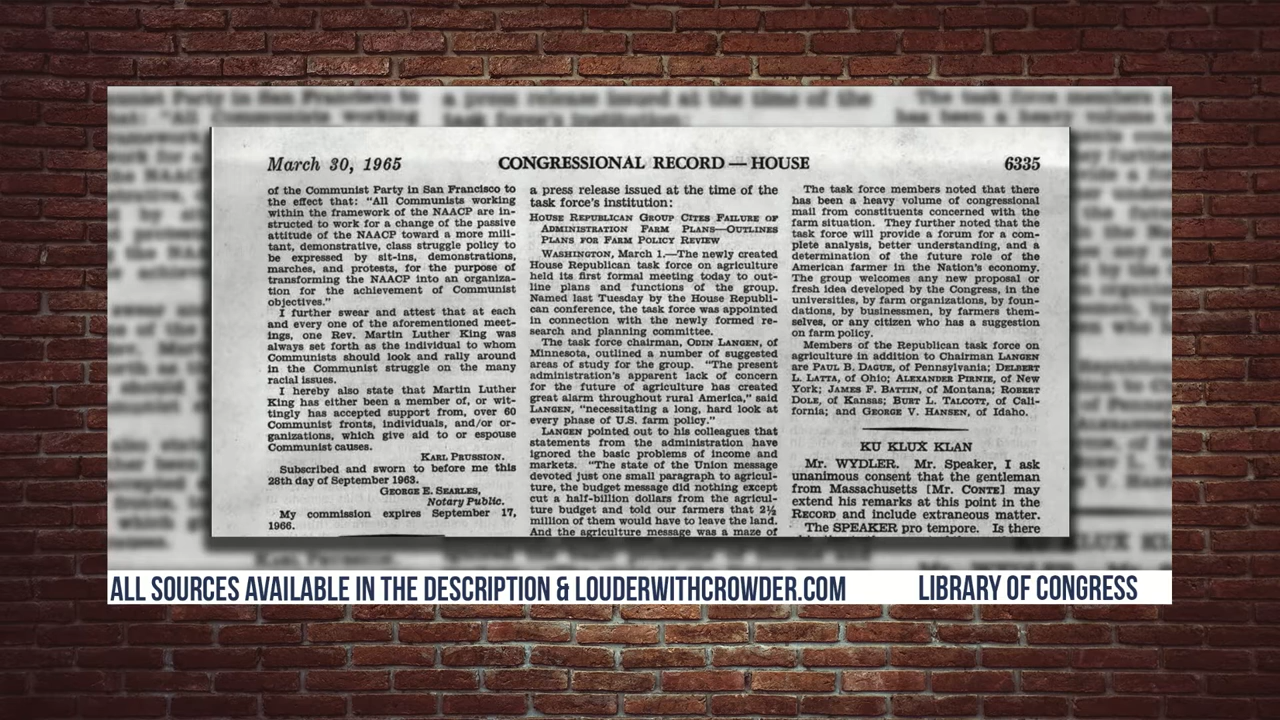 March 30, 1965
CONGRESSIONAL RECORD — HOUSE
6335
of the Communist Party in San Francisco to
the effect that: "All Communists working
within the framework of the NAACP are in-
structed to work for a change of the passive
attitude of the NAACP toward a more mili-
tant, demonstrative, class struggle policy to
be expressed by sit-ins, demonstrations,
marches, and protests, for the purpose of
transforming the NAACP into an organiza-
tion for the achievement of Communist
objectives."
I further swear and attest that at each
and every one of the aforementioned meet-
ings, one Rev. Martin Luther King was
always set forth as the individual to whom
Communists should look and rally around
in the Communist struggle on the many
racial issues.
I hereby also state that Martin Luther
King has either been a member of, or wit-
tingly has accepted support from, over 60
Communist fronts, individuals, and/or or-
ganizations, which give aid to or espouse
Communist causes.
KARL PRUSSION.
Subscribed and sworn to before me this
28th day of September 1963.
GEORGE E. SEARLES,
Notary Public.
My commission expires September 17,
1966.
a press release issued at the time of the
task force's institution:
HOUSE REPUBLICAN GROUP CITES FAILURE OF
ADMINISTRATION FARM PLANS—OUTLINES
PLANS FOR FARM POLICY REVIEW
WASHINGTON, March 1.—The newly created
House Republican task force on agriculture
held its first formal meeting today to out-
line plans and functions of the group.
Named last Tuesday by the House Republi-
can conference, the task force was appointed
in connection with the newly formed re-
search and planning committee.
The task force chairman, ODIN LANGEN, of
Minnesota, outlined a number of suggested
areas of study for the group. "The present
administration's apparent lack of concern
for the future of agriculture has created
great alarm throughout rural America," said
LANGEN, "necessitating a long, hard look at
every phase of U.S. farm policy."
LANGEN pointed out to his colleagues that
statements from the administration have
ignored the basic problems of income and
markets. "The state of the Union message
devoted just one small paragraph to agricul-
ture, the budget message did nothing except
cut a half-billion dollars from the agricul-
ture budget and told our farmers that 2½
million of them would have to leave the land.
And the agriculture message was a maze of
The task force members noted that there
has been a heavy volume of congressional
mail from constituents concerned with the
farm situation. They further noted that the
task force will provide a forum for a com-
plete analysis, better understanding, and a
determination of the future role of the
American farmer in the Nation's economy.
The group welcomes any new proposal or
fresh idea developed by the Congress, in the
universities, by farm organizations, by foun-
dations, by businessmen, by farmers them-
selves, or any citizen who has a suggestion
on farm policy.
Members of the Republican task force on
agriculture in addition to Chairman LANGEN
are PAUL B. DAGUE, of Pennsylvania; DELBERT
L. LATTA, of Ohio; ALEXANDER PIRNIE, of New
York; JAMES F. BATTIN, of Montana; ROBERT
DOLE, of Kansas; BURT L. TALCOTT, of Cali-
fornia; and GEORGE V. HANSEN, of Idaho.
KU KLUX KLAN
Mr. WYDLER. Mr. Speaker, I ask
unanimous consent that the gentleman
from Massachusetts [Mr. CONTE] may
extend his remarks at this point in the
RECORD and include extraneous matter.
The SPEAKER pro tempore. Is there
ALL SOURCES AVAILABLE IN THE DESCRIPTION & LOUDERWITHCROWDER.COM
LIBRARY OF CONGRESS